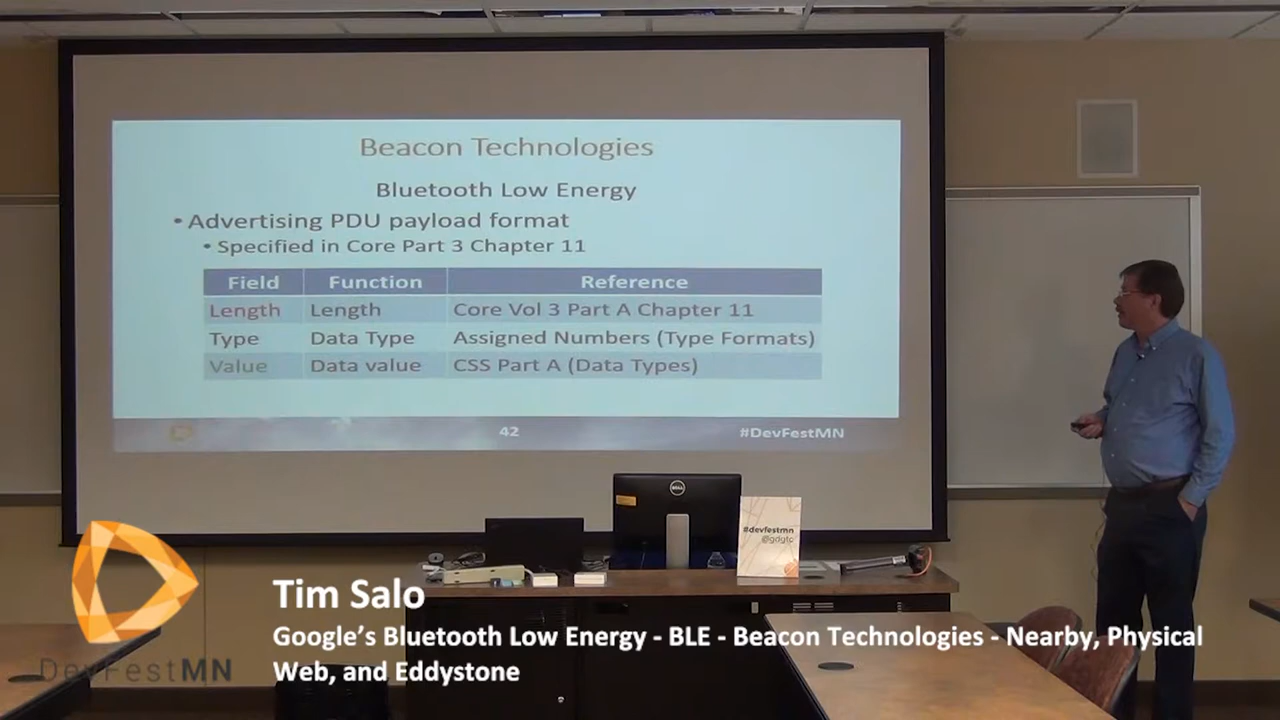 Beacon Technologies
Bluetooth Low Energy
• Advertising PDU payload format
• Specified in Core Part 3 Chapter 11
Field Function Reference
Length Length Core Vol 3 Part A Chapter 11
Type Data Type Assigned Numbers (Type Formats)
Value Data value CSS Part A (Data Types)
42 #DevFestMN
DELL
#devfestmn
@gdgtc
Tim Salo
Google's Bluetooth Low Energy - BLE - Beacon Technologies - Nearby, Physical
Web, and Eddystone
DevFestMN